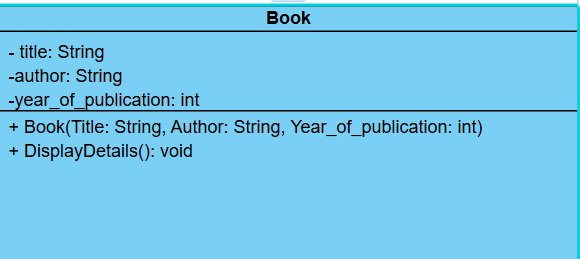 Book
- title: String
-author: String
-year_of_publication: int
+ Book(Title: String, Author: String, Year_of_publication: int)
+ DisplayDetails(): void